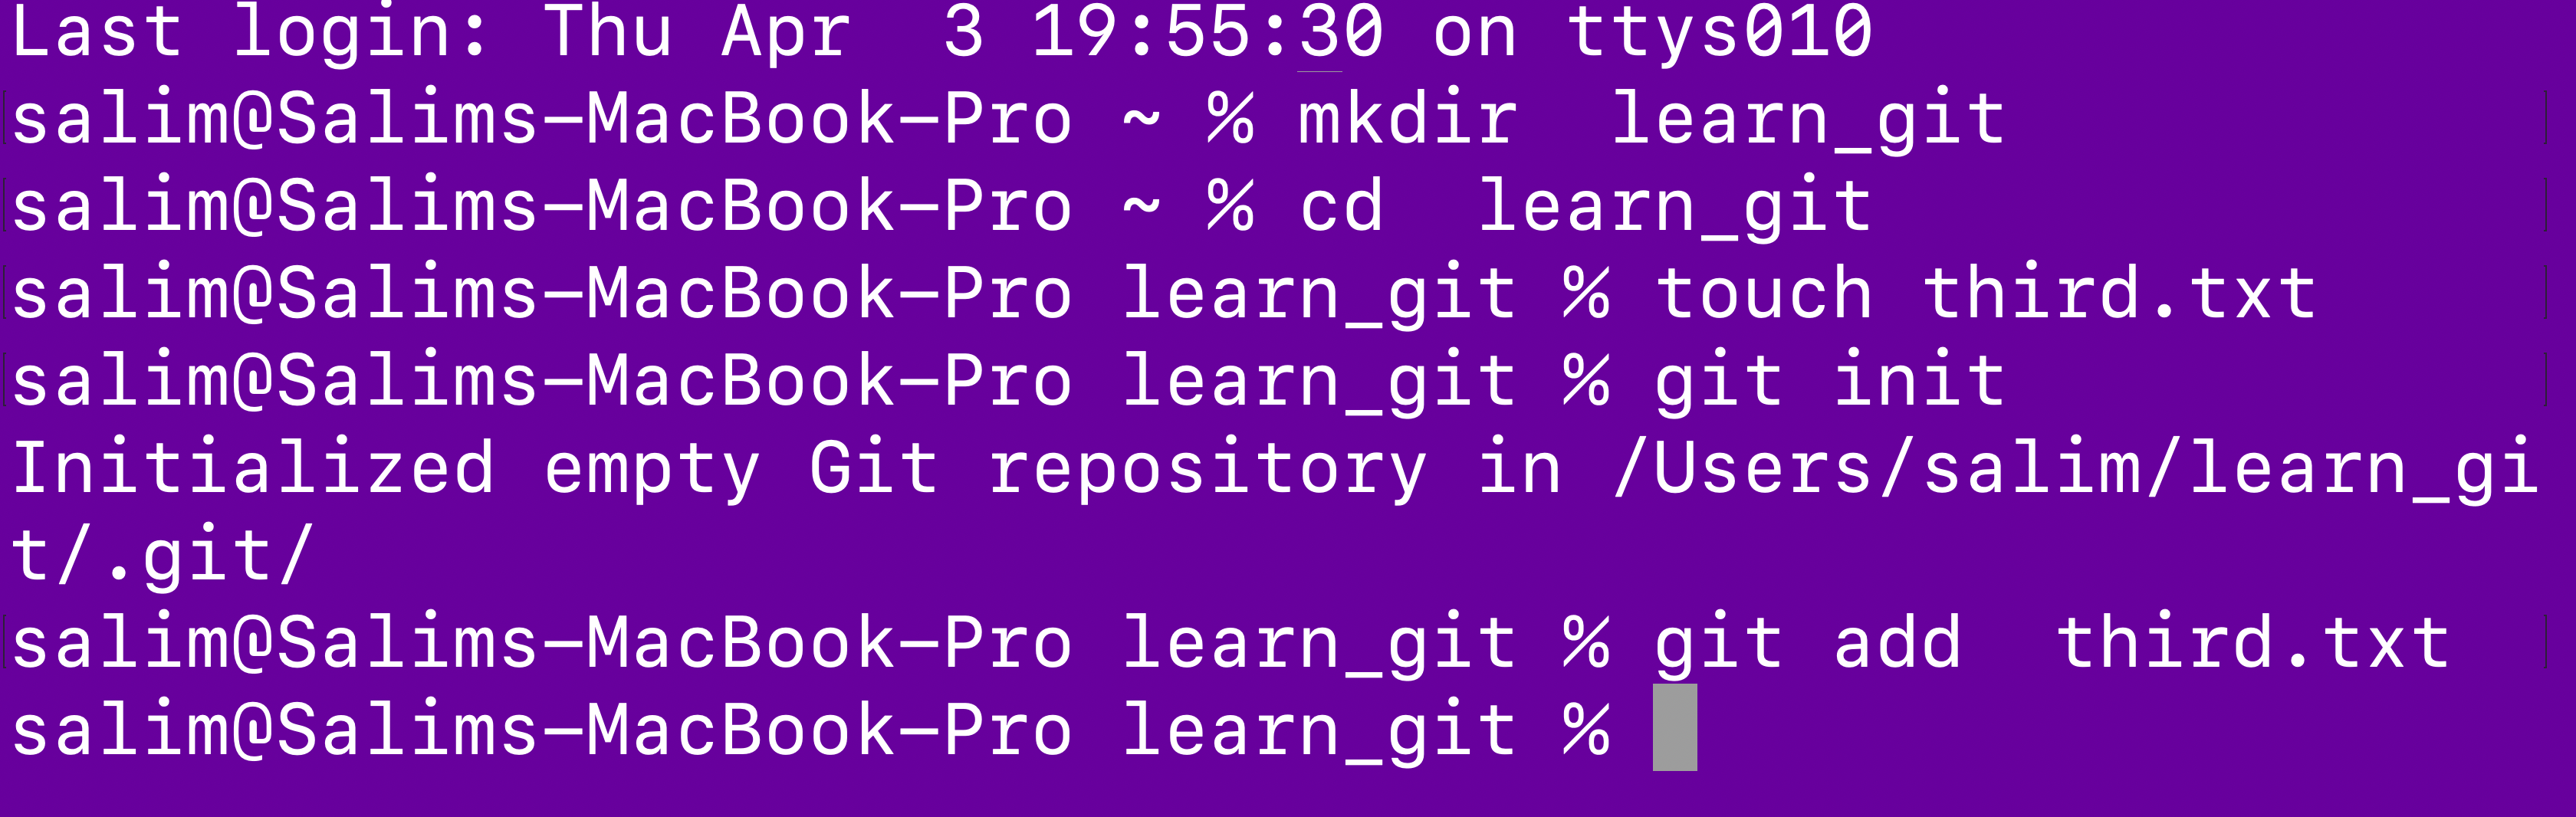 Last login: Thu Apr  3 19:55:30 on ttys010
salim@Salims-MacBook-Pro ~ % mkdir  learn_git
salim@Salims-MacBook-Pro ~ % cd  learn_git
salim@Salims-MacBook-Pro learn_git % touch third.txt
salim@Salims-MacBook-Pro learn_git % git init
Initialized empty Git repository in /Users/salim/learn_gi
t/.git/
salim@Salims-MacBook-Pro learn_git % git add  third.txt
salim@Salims-MacBook-Pro learn_git %